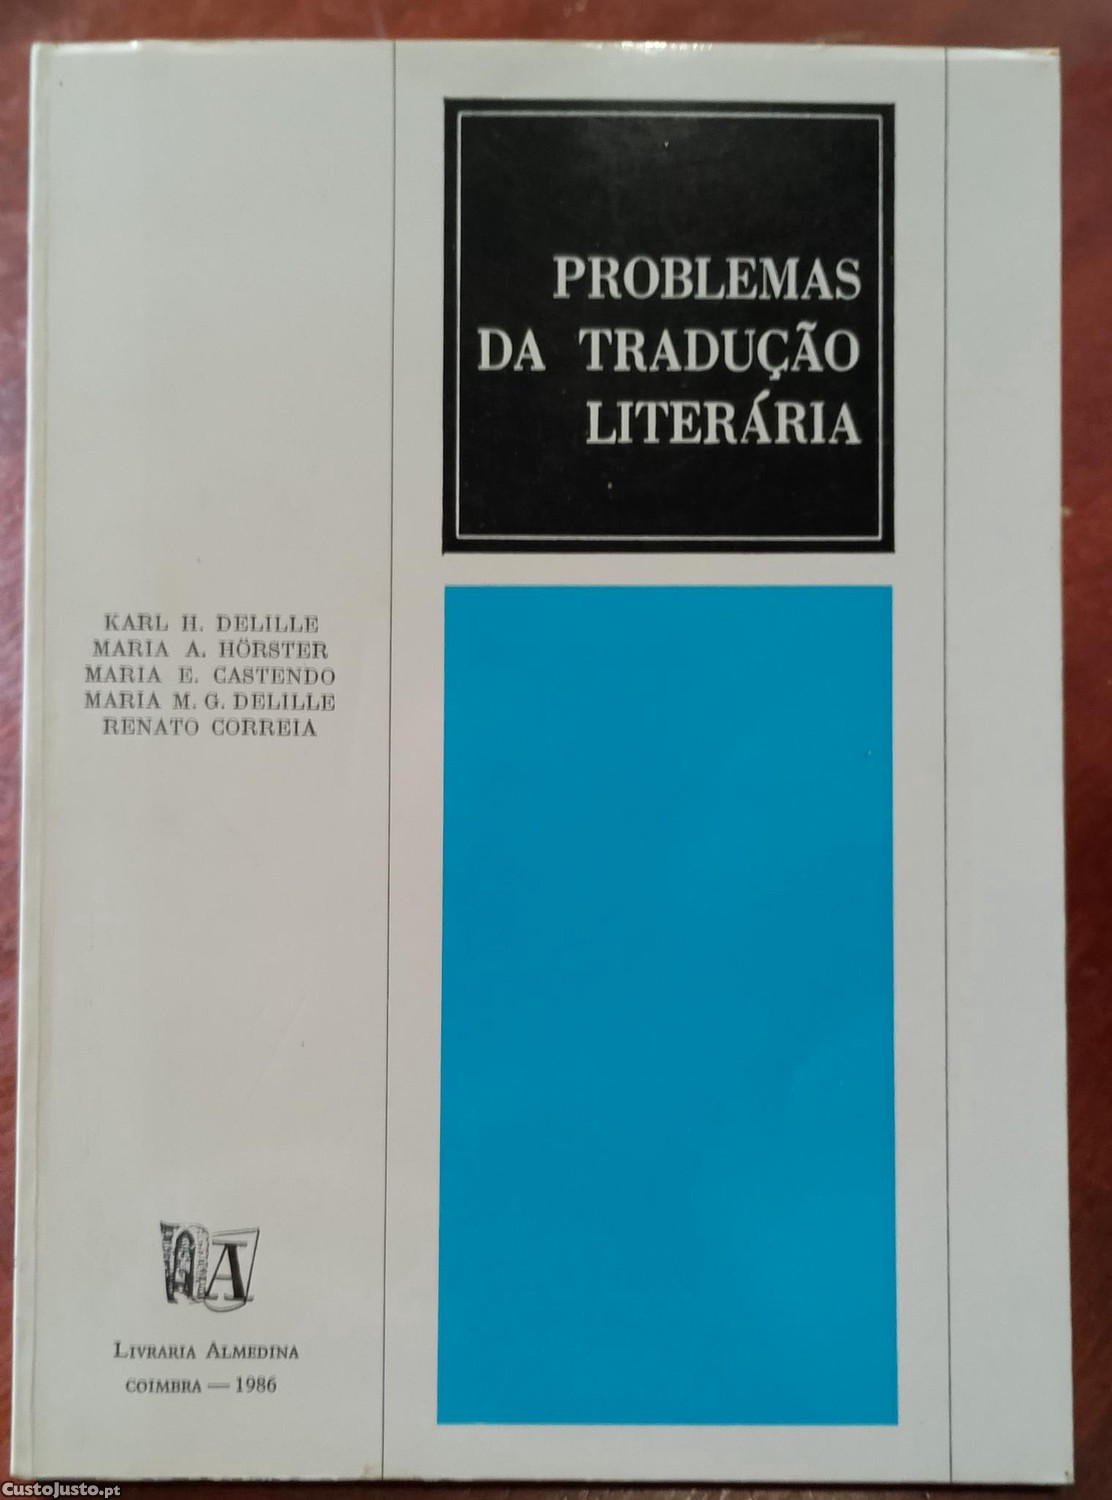 PROBLEMAS
DA TRADUÇÃO
LITERÁRIA
KARL H. DELILLE
MARIA A. HÖRSTER
MARIA E. CASTENDO
MARIA M. G. DELILLE
RENATO CORREIA
A
LIVRARIA ALMEDINA
COIMBRA — 1986
CustoJusto.pt